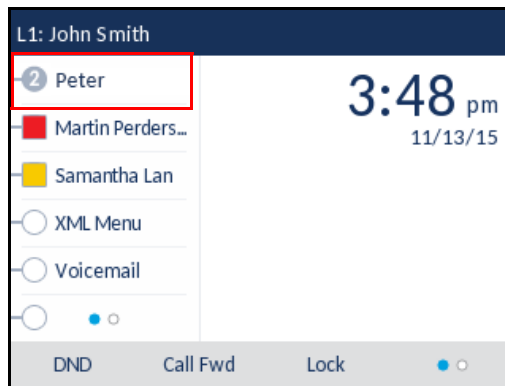 L1: John Smith
2 Peter
3:48 pm
11/13/15
Martin Perders...
Samantha Lan
XML Menu
Voicemail
DND Call Fwd Lock